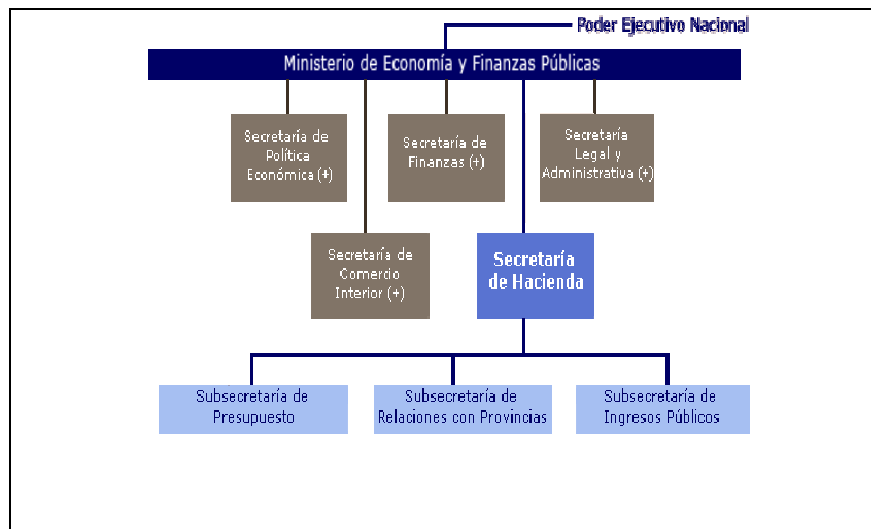 Poder Ejecutivo Nacional
Ministerio de Economía y Finanzas Públicas
Secretaría de
Política
Económica (+)
Secretaría de
Finanzas (+)
Secretaría
Legal y
Administrativa (+)
Secretaría de
Comercio
Interior (+)
Secretaría
de Hacienda
Subsecretaría de
Presupuesto
Subsecretaría de
Relaciones con Provincias
Subsecretaría de
Ingresos Públicos